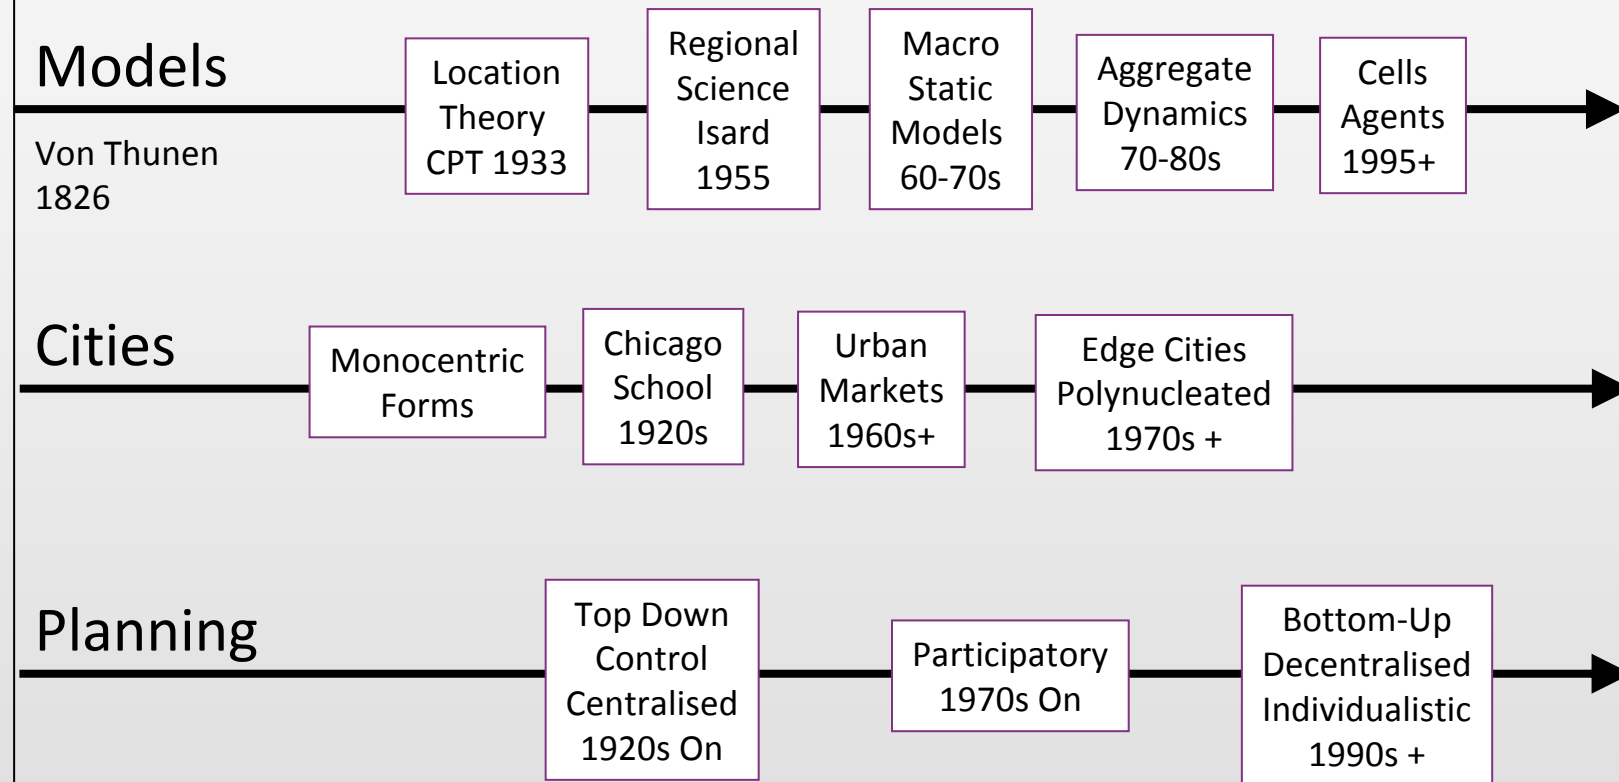 Models
Von Thunen
1826
Location
Theory
CPT 1933
Regional
Science
Isard
1955
Macro
Static
Models
60-70s
Aggregate
Dynamics
70-80s
Cells
Agents
1995+
Cities
Monocentric
Forms
Chicago
School
1920s
Urban
Markets
1960s+
Edge Cities
Polynucleated
1970s +
Planning
Top Down
Control
Centralised
1920s On
Participatory
1970s On
Bottom-Up
Decentralised
Individualistic
1990s +